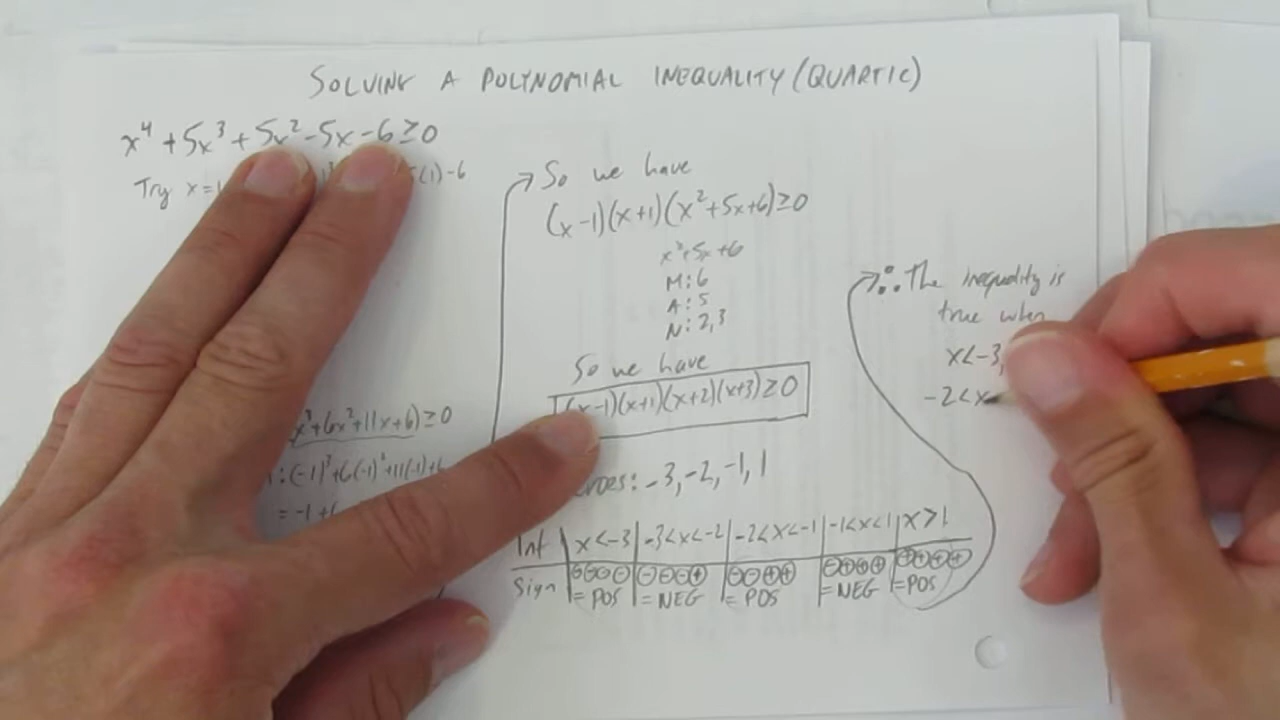 SOLVING A POLYNOMIAL INEQUALITY (QUARTIC)
x⁴ + 5x³ + 5x² - 5x - 6 ≥ 0
Try x = 1
5(1) - 6
x³ + 6x² + 11x + 6) ≥ 0
: (-1)³ + 6(-1)² + 11(-1) + 6
= -1 + 6
So we have
(x-1)(x+1)(x² + 5x + 6) ≥ 0
x² + 5x + 6
M: 6
A: 5
N: 2, 3
So we have
(x-1)(x+1)(x+2)(x+3) ≥ 0
roes: -3, -2, -1, 1
Int x < -3 -3 < x < -2 -2 < x < -1 -1 < x < 1 x > 1
Sign ⊖⊖⊖⊖ ⊖⊖⊖⊕ ⊖⊖⊕⊕ ⊖⊕⊕⊕ ⊕⊕⊕⊕
= POS = NEG = POS = NEG = POS
∴ The inequality is
true when
x < -3,
-2 < x